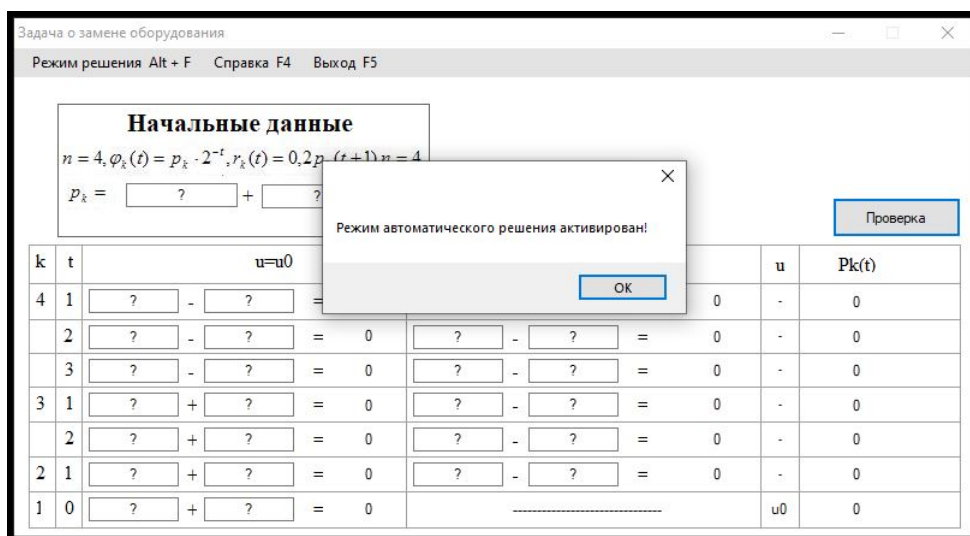 Задача о замене оборудования
Режим решения Alt + F Справка F4 Выход F5
Начальные данные
n = 4, φₖ(t) = pₖ · 2⁻ᵗ, rₖ(t) = 0,2p (t+1) n = 4
pₖ = ? + ?
Режим автоматического решения активирован!
OK
Проверка
k t u=u0 u Pk(t)
4 1 ? - ? = 0 - 0
2 ? - ? = 0 ? - ? = 0 - 0
3 ? - ? = 0 ? - ? = 0 - 0
3 1 ? + ? = 0 ? - ? = 0 - 0
2 ? + ? = 0 ? - ? = 0 - 0
2 1 ? + ? = 0 ? - ? = 0 - 0
1 0 ? + ? = 0 ------------------------------- u0 0